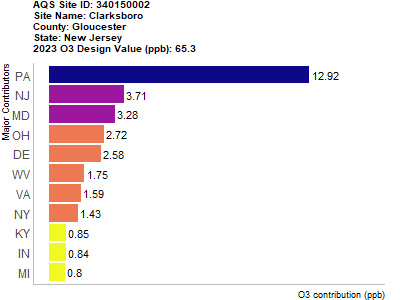 AQS Site ID: 340150002
Site Name: Clarksboro
County: Gloucester
State: New Jersey
2023 O3 Design Value (ppb): 65.3
Major Contributors
PA 12.92
NJ 3.71
MD 3.28
OH 2.72
DE 2.58
WV 1.75
VA 1.59
NY 1.43
KY 0.85
IN 0.84
MI 0.8
O3 contribution (ppb)